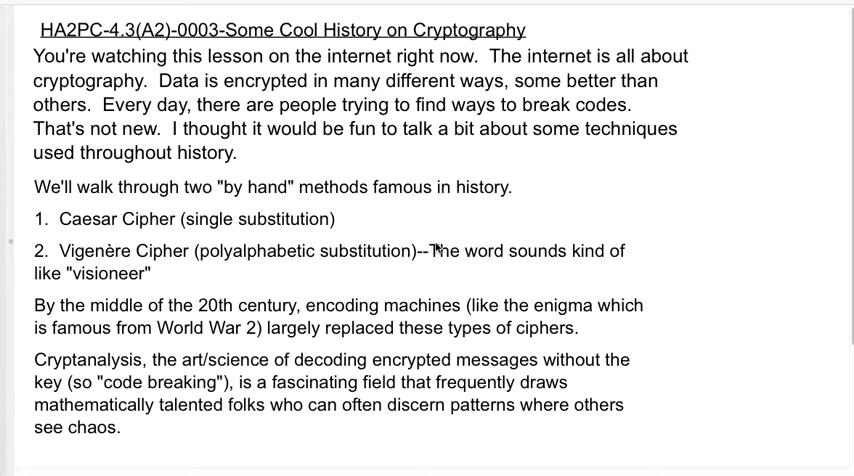 HA2PC-4.3(A2)-0003-Some Cool History on Cryptography
You're watching this lesson on the internet right now.  The internet is all about
cryptography.  Data is encrypted in many different ways, some better than
others.  Every day, there are people trying to find ways to break codes.
That's not new.  I thought it would be fun to talk a bit about some techniques
used throughout history.
We'll walk through two "by hand" methods famous in history.
1.  Caesar Cipher (single substitution)
2.  Vigenère Cipher (polyalphabetic substitution)--The word sounds kind of
like "visioneer"
By the middle of the 20th century, encoding machines (like the enigma which
is famous from World War 2) largely replaced these types of ciphers.
Cryptanalysis, the art/science of decoding encrypted messages without the
key (so "code breaking"), is a fascinating field that frequently draws
mathematically talented folks who can often discern patterns where others
see chaos.